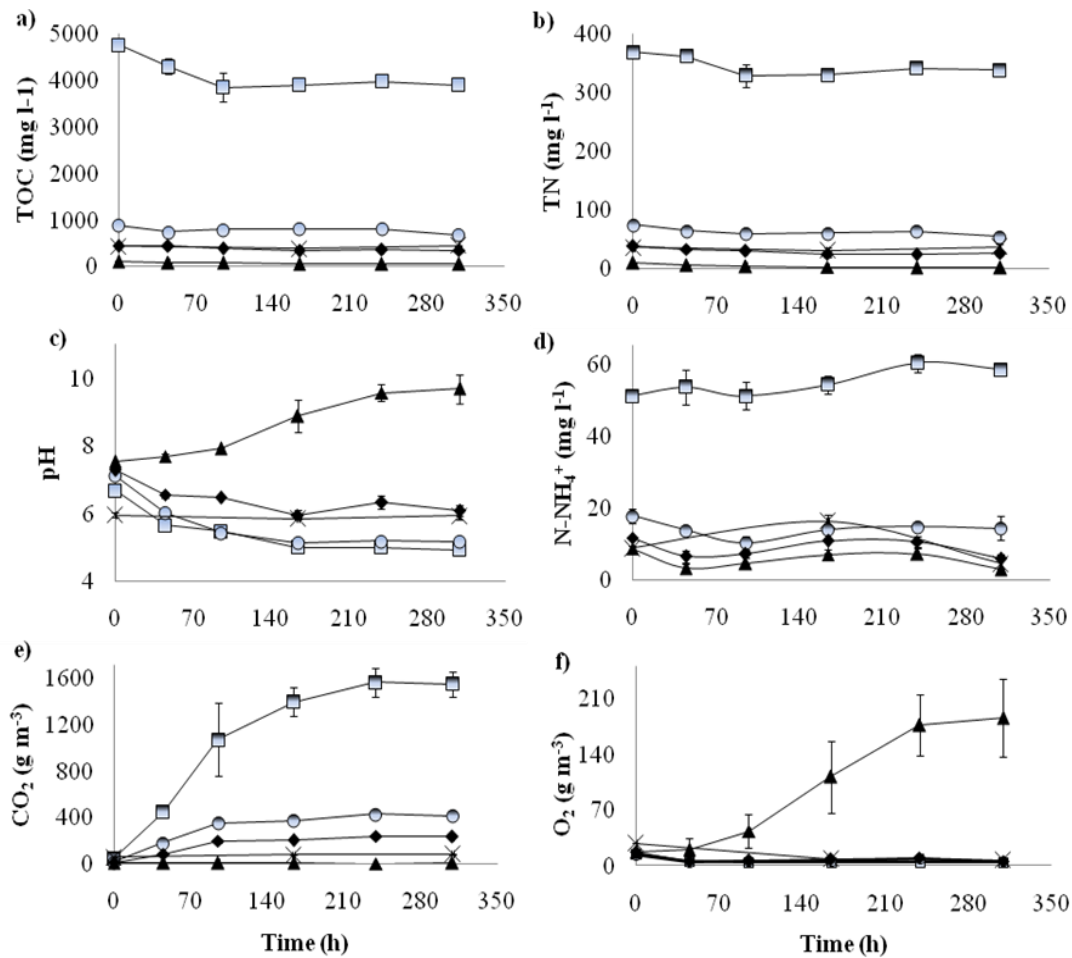 a)
TOC (mg l-1)
5000
4000
3000
2000
1000
0
0 70 140 210 280 350
b)
TN (mg l⁻¹)
400
300
200
100
0
0 70 140 210 280 350
c)
pH
10
8
6
4
0 70 140 210 280 350
d)
N-NH₄⁺ (mg l⁻¹)
60
40
20
0
0 70 140 210 280 350
e)
CO₂ (g m⁻³)
1600
1200
800
400
0
0 70 140 210 280 350
Time (h)
f)
O₂ (g m⁻³)
210
140
70
0
0 70 140 210 280 350
Time (h)